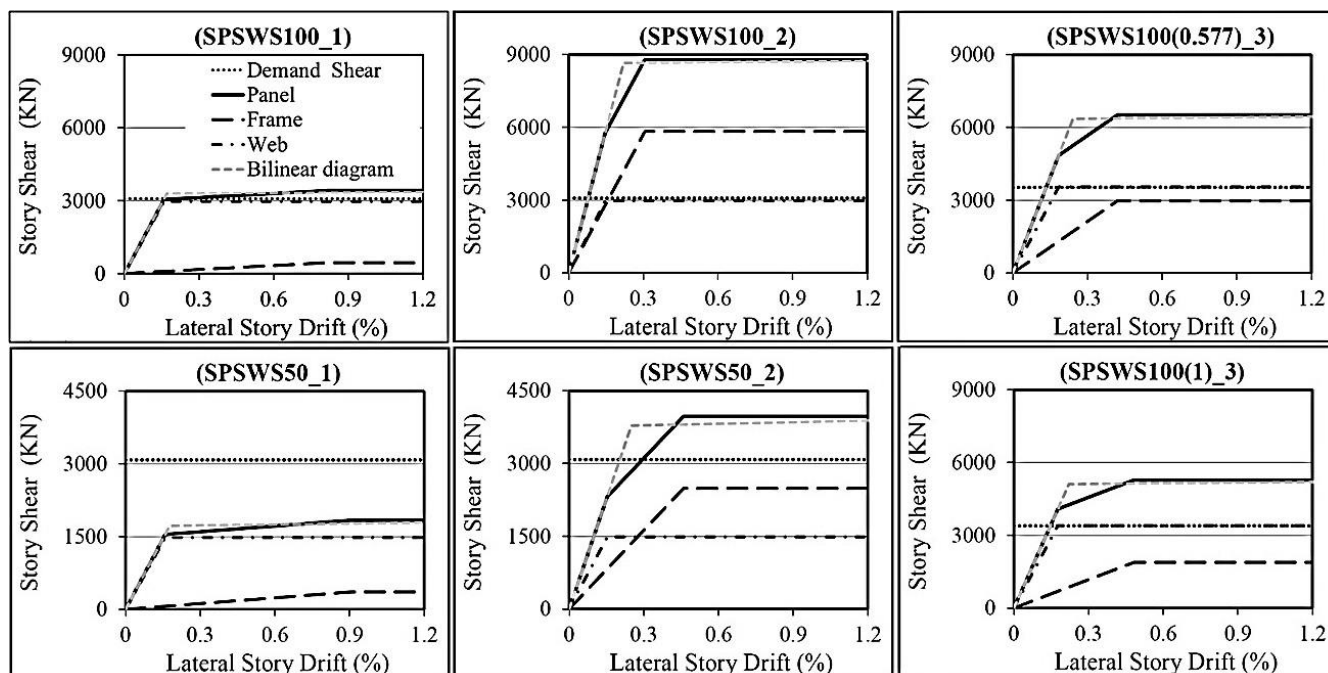 (SPSWS100_1)
Story Shear (KN)
9000
6000
3000
0
Demand Shear
Panel
Frame
Web
Bilinear diagram
0 0.3 0.6 0.9 1.2
Lateral Story Drift (%)
(SPSWS100_2)
Story Shear (KN)
9000
6000
3000
0
0 0.3 0.6 0.9 1.2
Lateral Story Drift (%)
(SPSWS100(0.577)_3)
Story Shear (KN)
9000
6000
3000
0
0 0.3 0.6 0.9 1.2
Lateral Story Drift (%)
(SPSWS50_1)
Story Shear (KN)
4500
3000
1500
0
0 0.3 0.6 0.9 1.2
Lateral Story Drift (%)
(SPSWS50_2)
Story Shear (KN)
4500
3000
1500
0
0 0.3 0.6 0.9 1.2
Lateral Story Drift (%)
(SPSWS100(1)_3)
Story Shear (KN)
9000
6000
3000
0
0 0.3 0.6 0.9 1.2
Lateral Story Drift (%)